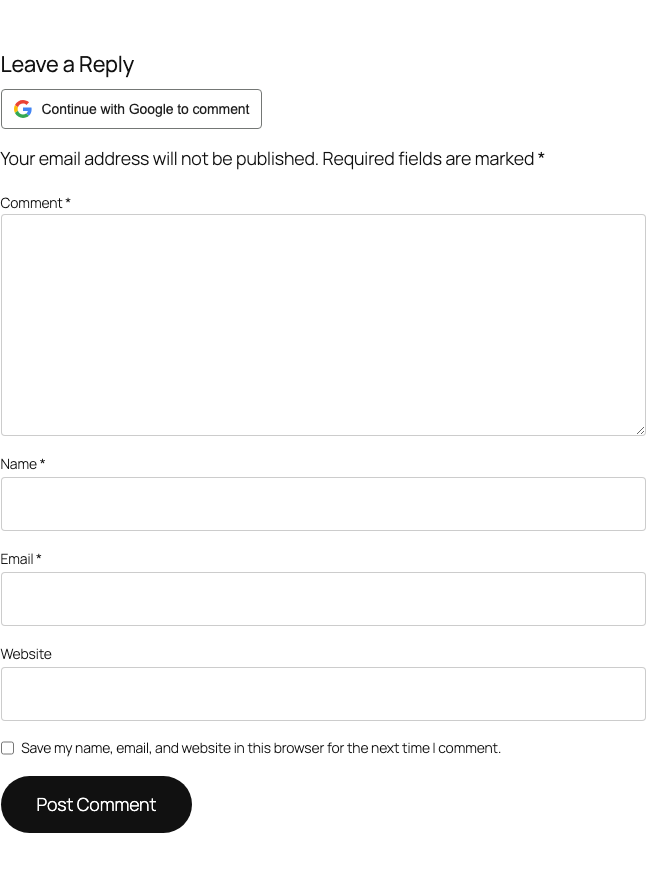 Leave a Reply
Continue with Google to comment
Your email address will not be published. Required fields are marked *
Comment *
Name *
Email *
Website
Save my name, email, and website in this browser for the next time I comment.
Post Comment